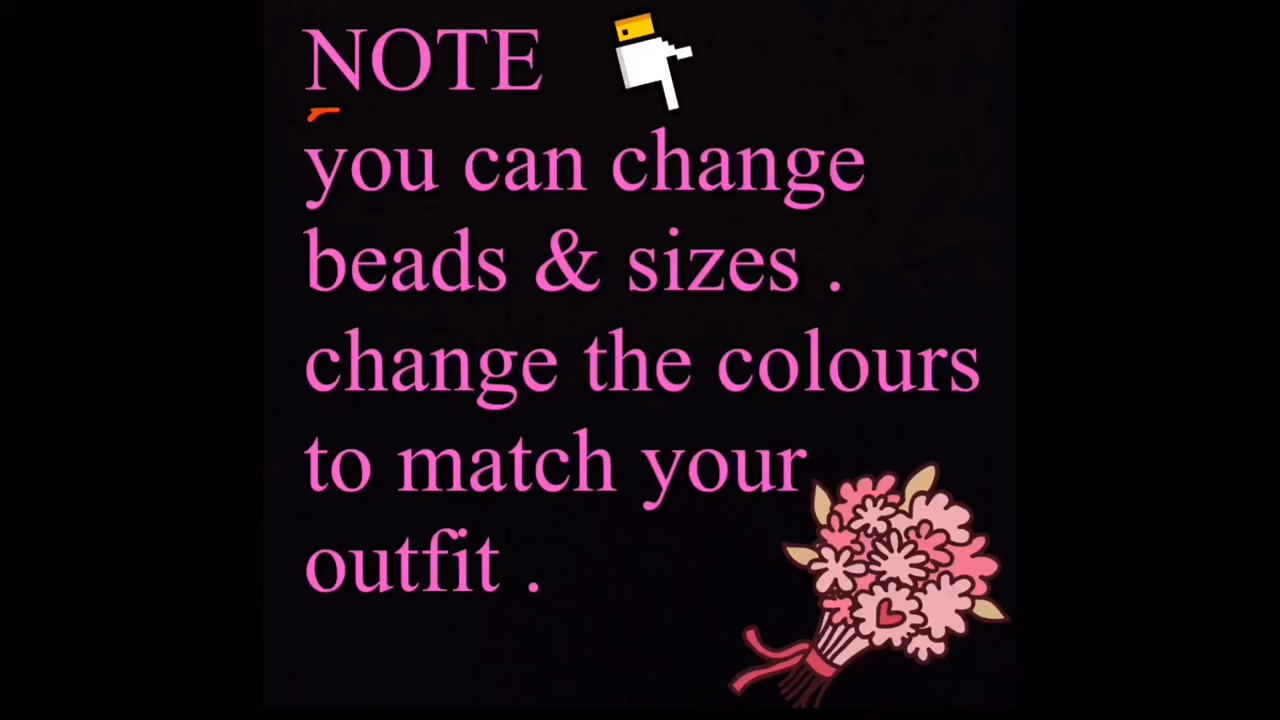 NOTE
you can change
beads & sizes .
change the colours
to match your
outfit .